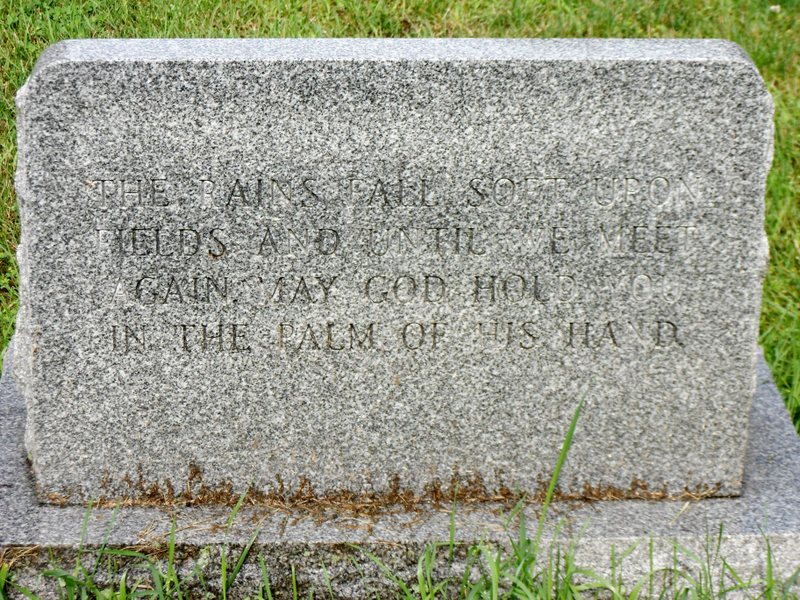 THE RAINS FALL SOFT UPON
FIELDS AND UNTIL WE MEET
AGAIN, MAY GOD HOLD YOU
IN THE PALM OF HIS HAND.